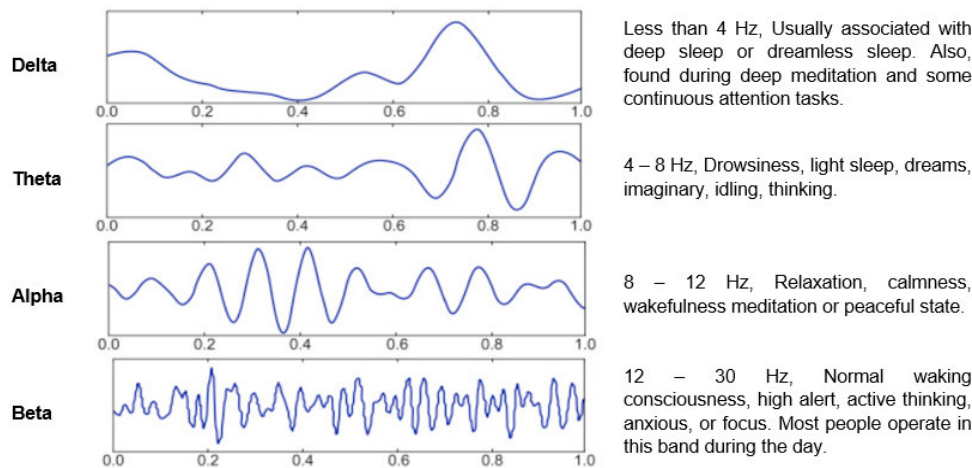 Delta
Less than 4 Hz, Usually associated with
deep sleep or dreamless sleep. Also,
found during deep meditation and some
continuous attention tasks.
0.0 0.2 0.4 0.6 0.8 1.0
Theta
4 – 8 Hz, Drowsiness, light sleep, dreams,
imaginary, idling, thinking.
0.0 0.2 0.4 0.6 0.8 1.0
Alpha
8 – 12 Hz, Relaxation, calmness,
wakefulness meditation or peaceful state.
0.0 0.2 0.4 0.6 0.8 1.0
Beta
12 – 30 Hz, Normal waking
consciousness, high alert, active thinking,
anxious, or focus. Most people operate in
this band during the day.
0.0 0.2 0.4 0.6 0.8 1.0